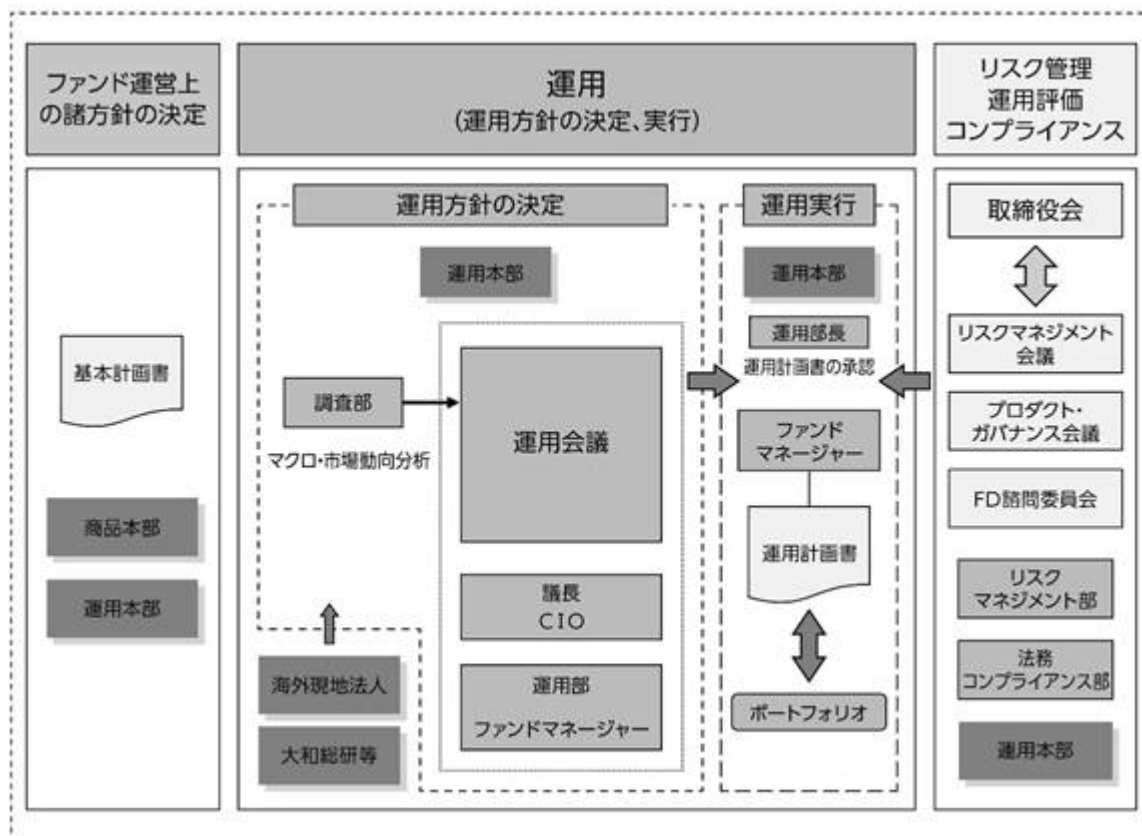 ファンド運営上
の諸方針の決定
基本計画書
商品本部
運用本部
運用
(運用方針の決定、実行)
運用方針の決定
運用本部
調査部
マクロ・市場動向分析
運用会議
議長
CIO
運用部
ファンドマネージャー
海外現地法人
大和総研等
運用実行
運用本部
運用部長
運用計画書の承認
ファンド
マネージャー
運用計画書
ポートフォリオ
リスク管理
運用評価
コンプライアンス
取締役会
リスクマネジメント
会議
プロダクト・
ガバナンス会議
FD諮問委員会
リスク
マネジメント部
法務
コンプライアンス部
運用本部